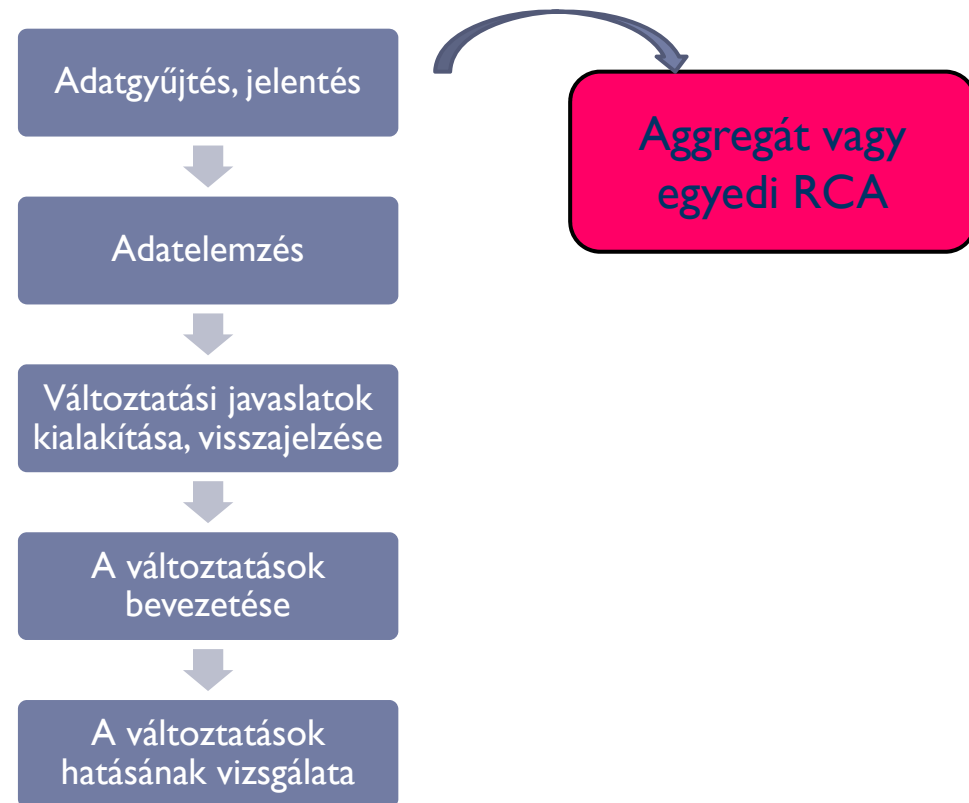 Adatgyűjtés, jelentés
Aggregát vagy
egyedi RCA
Adatelemzés
Változtatási javaslatok
kialakítása, visszajelzése
A változtatások
bevezetése
A változtatások
hatásának vizsgálata